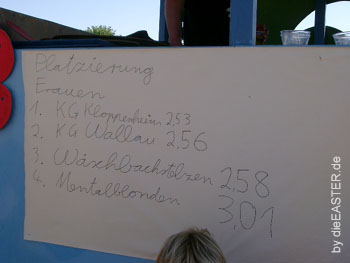 Platzierung
Frauen
1. KG Kloppenheim 2,53
2. KG Wallau 2,56
3. Wäschbachstelzen 2,58
4. Mentalblonden 3,01
by dieEASTER.de